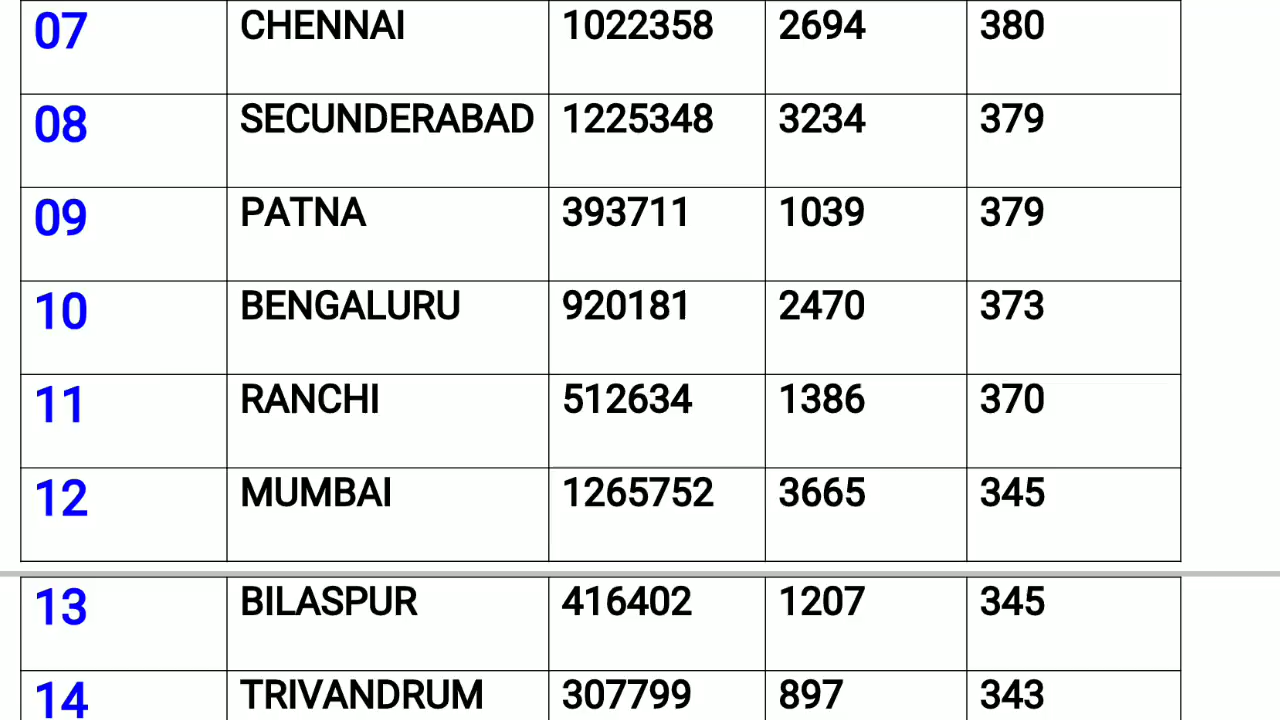 07 CHENNAI 1022358 2694 380
08 SECUNDERABAD 1225348 3234 379
09 PATNA 393711 1039 379
10 BENGALURU 920181 2470 373
11 RANCHI 512634 1386 370
12 MUMBAI 1265752 3665 345
13 BILASPUR 416402 1207 345
14 TRIVANDRUM 307799 897 343